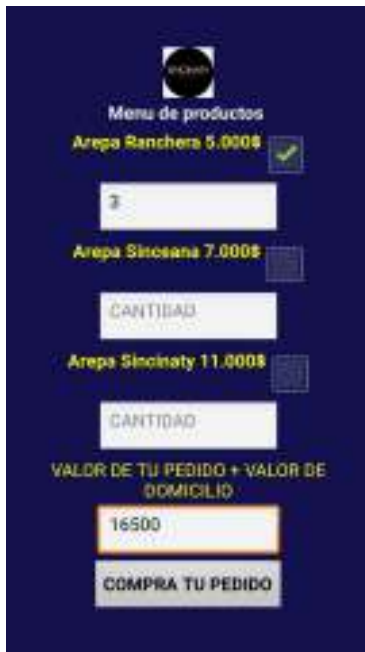 Menu de productos
Arepa Ranchera 5.000$
3
Arepa Sinceana 7.000$
CANTIDAD
Arepa Sincinaty 11.000$
CANTIDAD
VALOR DE TU PEDIDO + VALOR DE
DOMICILIO
16500
COMPRA TU PEDIDO